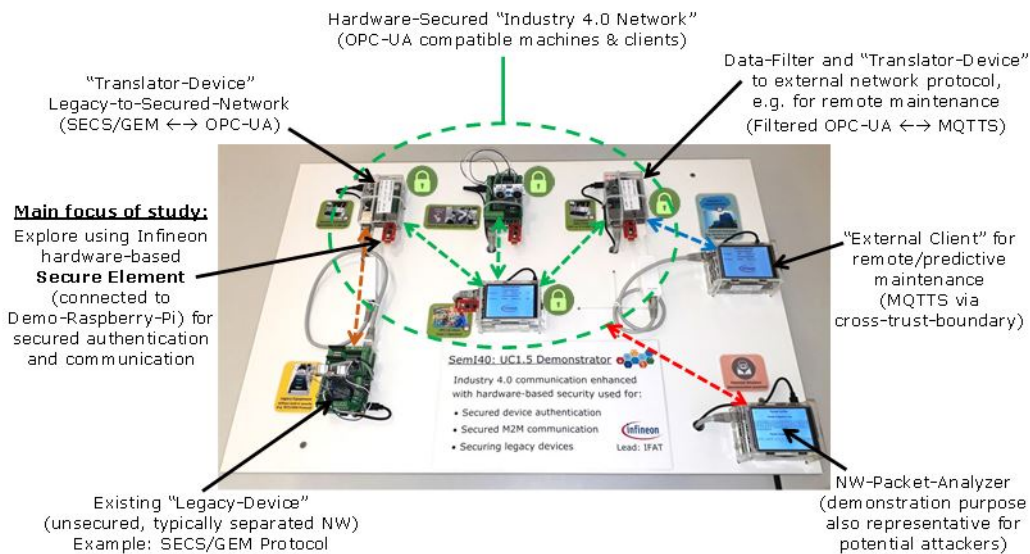 Hardware-Secured “Industry 4.0 Network”
(OPC-UA compatible machines & clients)
“Translator-Device”
Legacy-to-Secured-Network
(SECS/GEM ←→ OPC-UA)
Data-Filter and “Translator-Device”
to external network protocol,
e.g. for remote maintenance
(Filtered OPC-UA ←→ MQTTS)
Main focus of study:
Explore using Infineon
hardware-based
Secure Element
(connected to
Demo-Raspberry-Pi) for
secured authentication
and communication
“External Client” for
remote/predictive
maintenance
(MQTTS via
cross-trust-boundary)
SemI40: UC1.5 Demonstrator
Industry 4.0 communication enhanced
with hardware-based security used for:
• Secured device authentication
• Secured M2M communication
• Securing legacy devices
infineon
Lead: IFAT
Existing “Legacy-Device”
(unsecured, typically separated NW)
Example: SECS/GEM Protocol
NW-Packet-Analyzer
(demonstration purpose
also representative for
potential attackers)